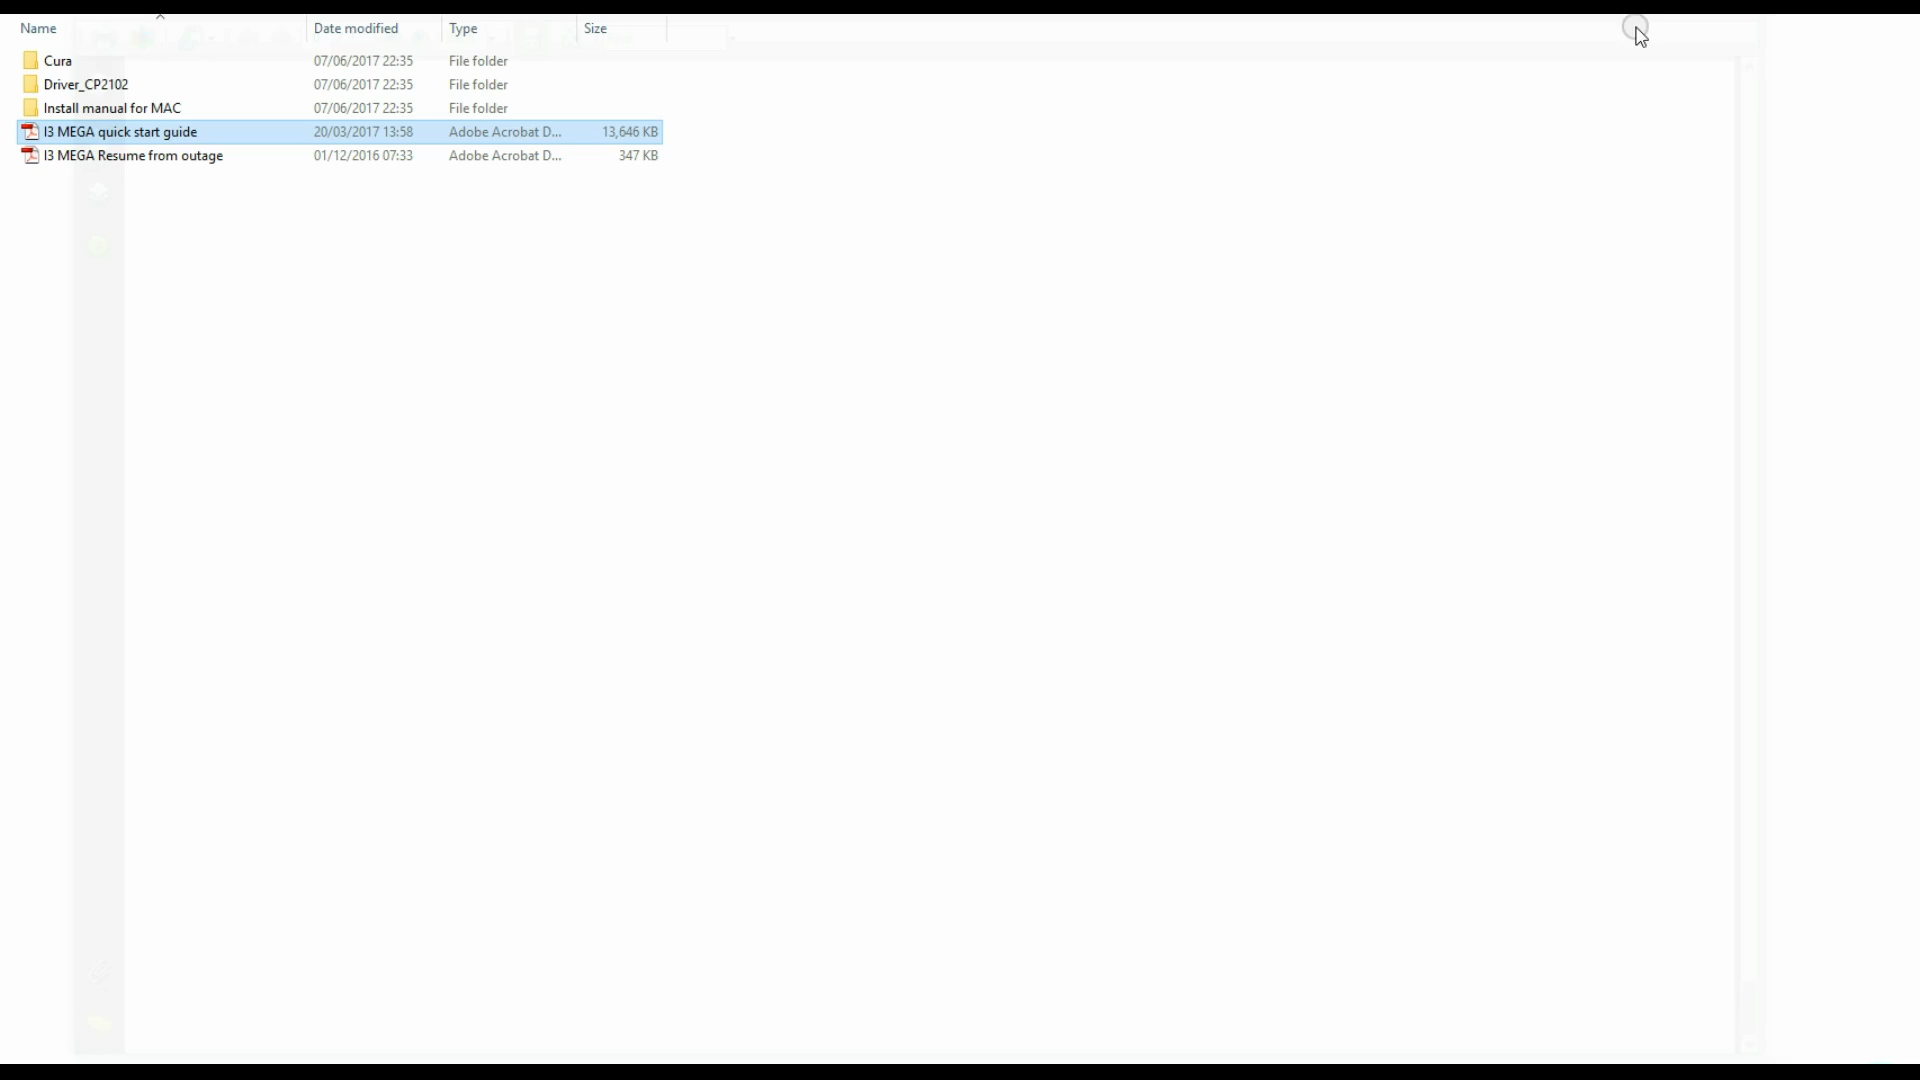 Name Date modified Type Size
Cura 07/06/2017 22:35 File folder
Driver_CP2102 07/06/2017 22:35 File folder
Install manual for MAC 07/06/2017 22:35 File folder
I3 MEGA quick start guide 20/03/2017 13:58 Adobe Acrobat D... 13,646 KB
I3 MEGA Resume from outage 01/12/2016 07:33 Adobe Acrobat D... 347 KB